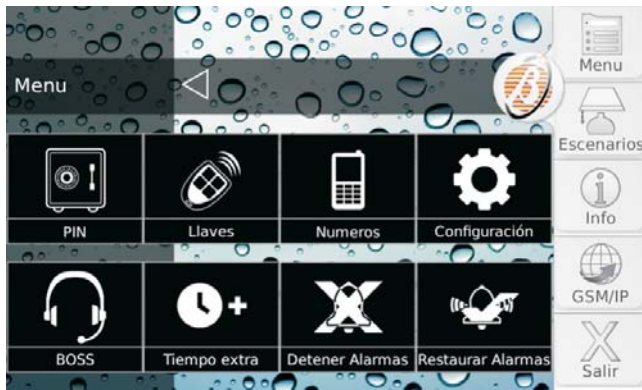 Menu
PIN
Llaves
Numeros
Configuración
BOSS
Tiempo extra
Detener Alarmas
Restaurar Alarmas
Menu
Escenarios
Info
GSM/IP
Salir